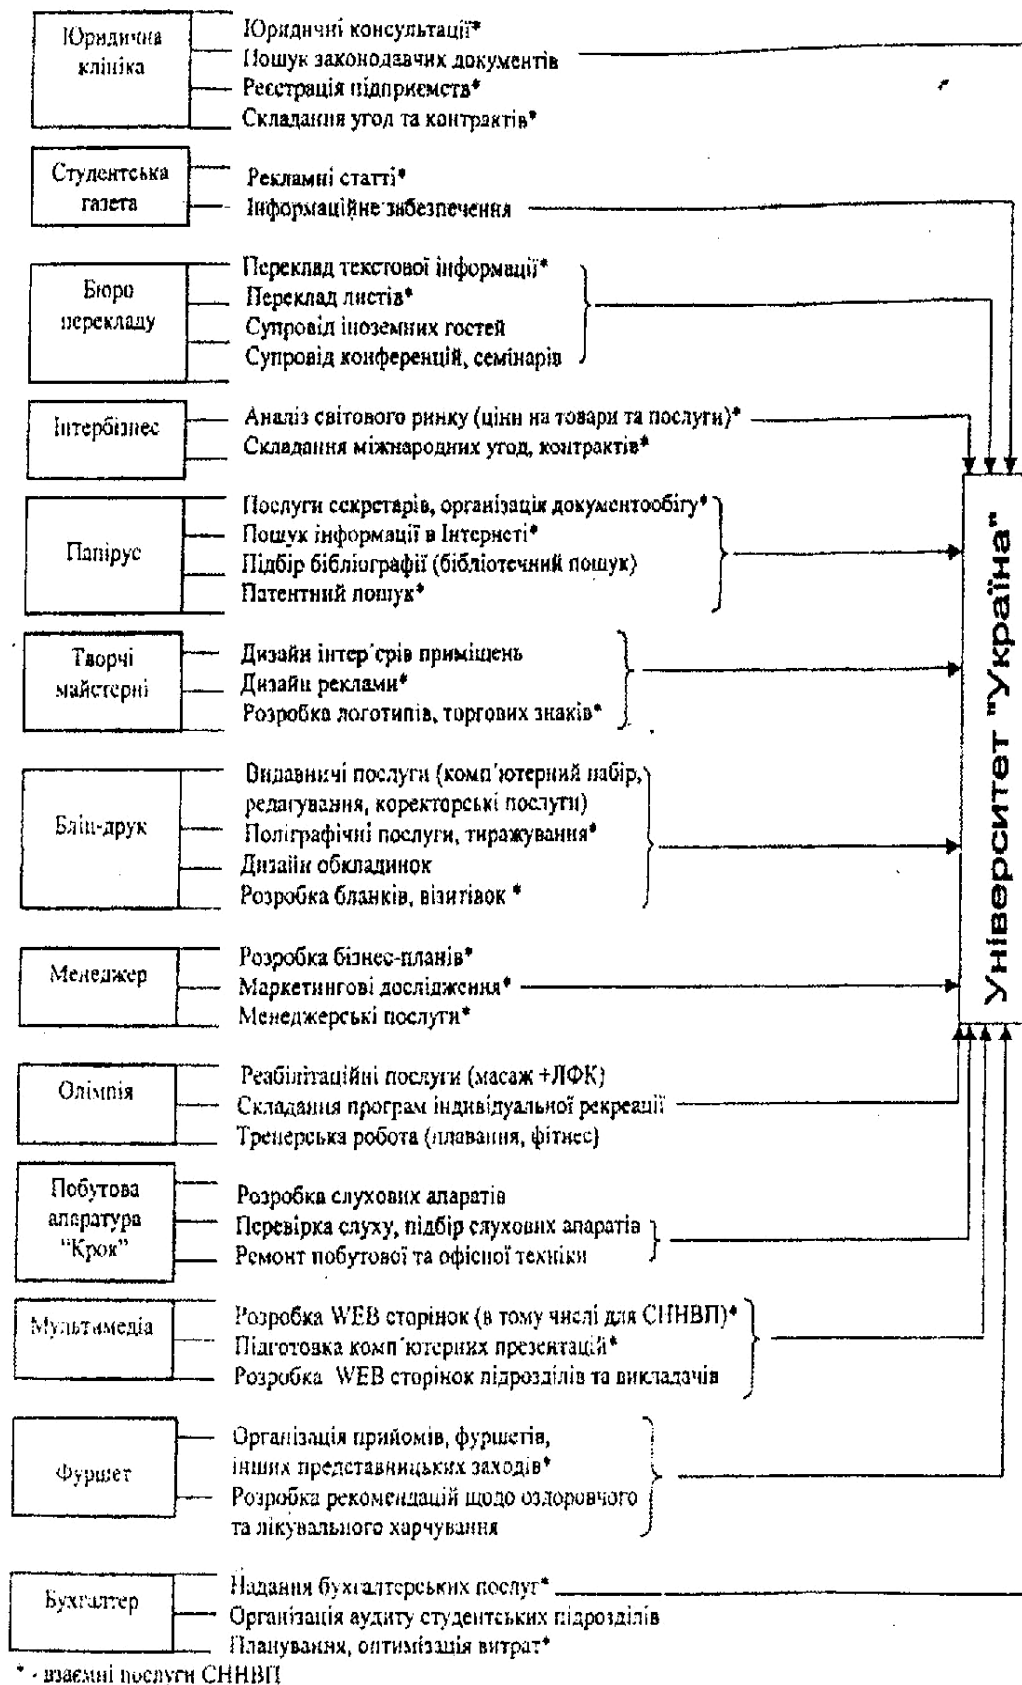 Юридична
клініка
Юридичні консультації*
Пошук законодавчих документів
Реєстрація підприємств*
Складання угод та контрактів*
Студентська
газета
Рекламні статті*
Інформаційне забезпечення
Бюро
перекладу
Переклад текстової інформації*
Переклад листів*
Супровід іноземних гостей
Супровід конференцій, семінарів
Інтербізнес
Аналіз світового ринку (ціни на товари та послуги)*
Складання міжнародних угод, контрактів*
Папірус
Послуги секретарів, організація документообігу*
Пошук інформації в Інтернеті*
Підбір бібліографії (бібліотечний пошук)
Патентний пошук*
Творчі
майстерні
Дизайн інтер'єрів приміщень
Дизайн реклами*
Розробка логотипів, торгових знаків*
Бліц-друк
Видавничі послуги (комп'ютерний набір,
редагування, коректорські послуги)
Поліграфічні послуги, тиражування*
Дизайн обкладинок
Розробка бланків, візитівок *
Менеджер
Розробка бізнес-планів*
Маркетингові дослідження*
Менеджерські послуги*
Олімпія
Реабілітаційні послуги (масаж +ЛФК)
Складання програм індивідуальної рекреації
Тренерська робота (плавання, фітнес)
Побутова
апаратура
"Крок"
Розробка слухових апаратів
Перевірка слуху, підбір слухових апаратів
Ремонт побутової та офісної техніки
Мультимедіа
Розробка WEB сторінок (в тому числі для СННВП)*
Підготовка комп'ютерних презентацій*
Розробка WEB сторінок підрозділів та викладачів
Фуршет
Організація прийомів, фуршетів,
інших представницьких заходів*
Розробка рекомендацій щодо оздоровчого
та лікувального харчування
Бухгалтер
Надання бухгалтерських послуг*
Організація аудиту студентських підрозділів
Планування, оптимізація витрат*
* - взаємні послуги СННВП
Університет "Україна"